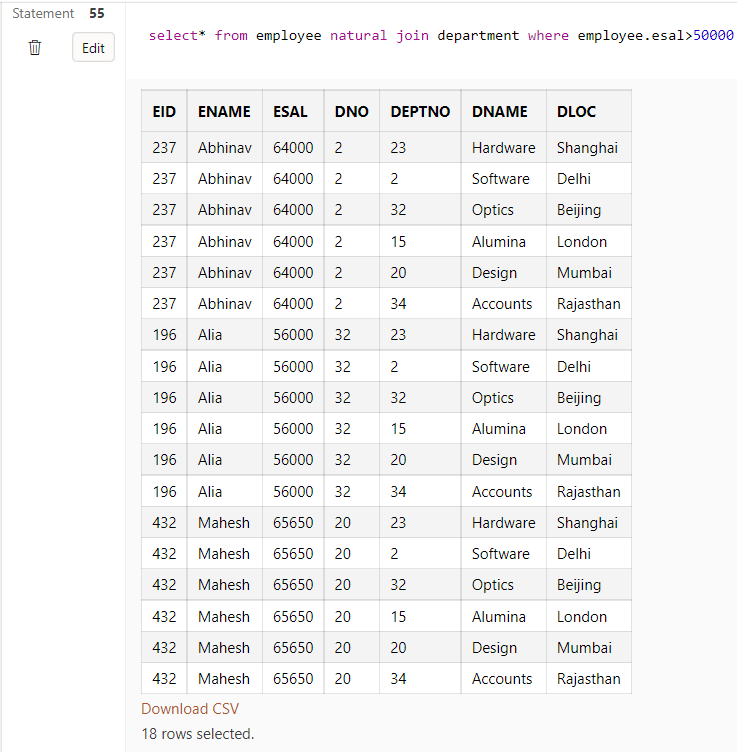 Statement 55
Edit
select* from employee natural join department where employee.esal>50000
EID ENAME ESAL DNO DEPTNO DNAME DLOC
237 Abhinav 64000 2 23 Hardware Shanghai
237 Abhinav 64000 2 2 Software Delhi
237 Abhinav 64000 2 32 Optics Beijing
237 Abhinav 64000 2 15 Alumina London
237 Abhinav 64000 2 20 Design Mumbai
237 Abhinav 64000 2 34 Accounts Rajasthan
196 Alia 56000 32 23 Hardware Shanghai
196 Alia 56000 32 2 Software Delhi
196 Alia 56000 32 32 Optics Beijing
196 Alia 56000 32 15 Alumina London
196 Alia 56000 32 20 Design Mumbai
196 Alia 56000 32 34 Accounts Rajasthan
432 Mahesh 65650 20 23 Hardware Shanghai
432 Mahesh 65650 20 2 Software Delhi
432 Mahesh 65650 20 32 Optics Beijing
432 Mahesh 65650 20 15 Alumina London
432 Mahesh 65650 20 20 Design Mumbai
432 Mahesh 65650 20 34 Accounts Rajasthan
Download CSV
18 rows selected.